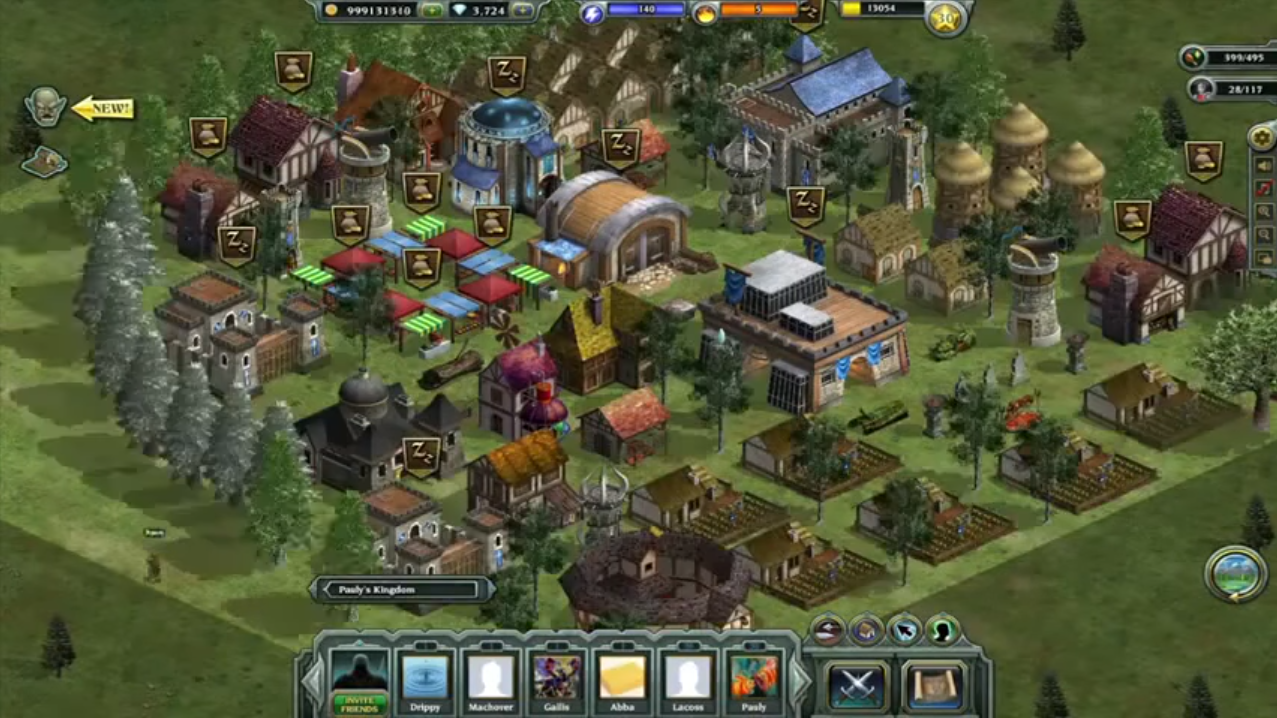 999131340
3,724
140
5
13054
30
399/495
28/117
NEW!
Z z
Z z
Z z
Z z
Z z
Pauly's Kingdom
INVITE
FRIENDS
Drippy
Machover
Gallis
Abba
Lacoss
Pauly